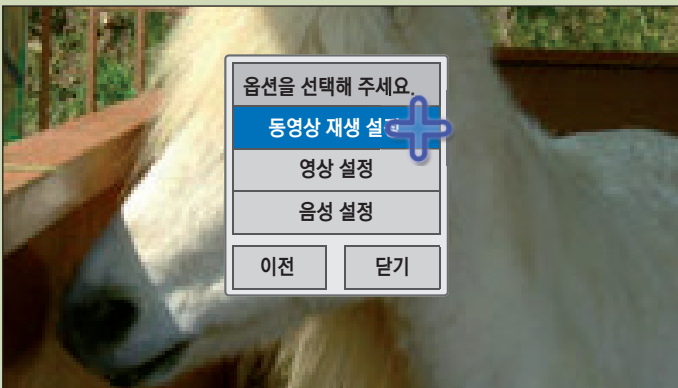 옵션을 선택해 주세요.
동영상 재생 설정
영상 설정
음성 설정
이전 닫기